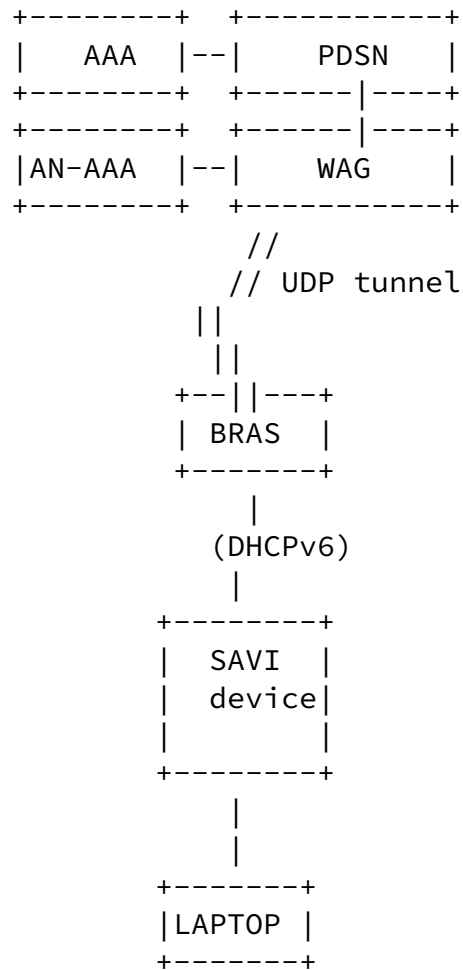 AAA PDSN
AN-AAA WAG
UDP tunnel
BRAS
(DHCPv6)
SAVI
device
LAPTOP